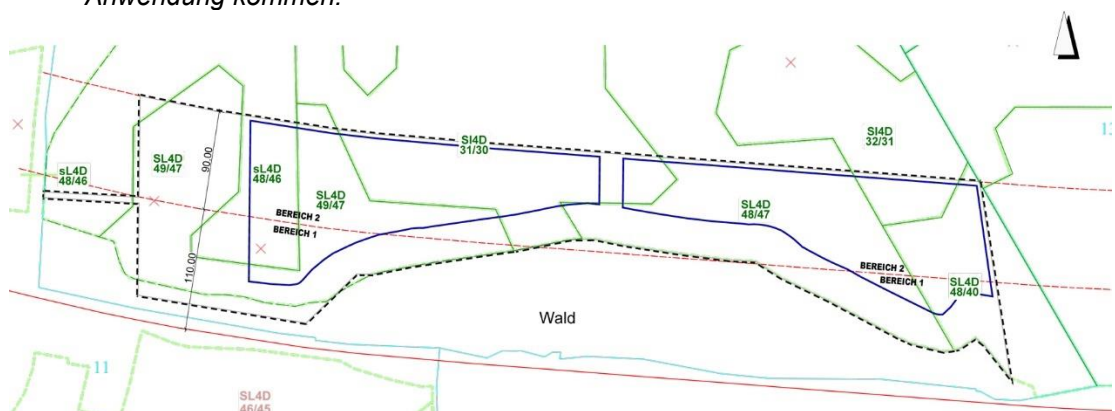 Anwendung kommen.
sL4D
48/46
SL4D
49/47
90.00
110.00
sL4D
48/46
SL4D
49/47
BEREICH 2
BEREICH 1
Sl4D
31/30
SL4D
48/47
Sl4D
32/31
BEREICH 2
BEREICH 1
SL4D
48/40
Wald
11
SL4D
46/45